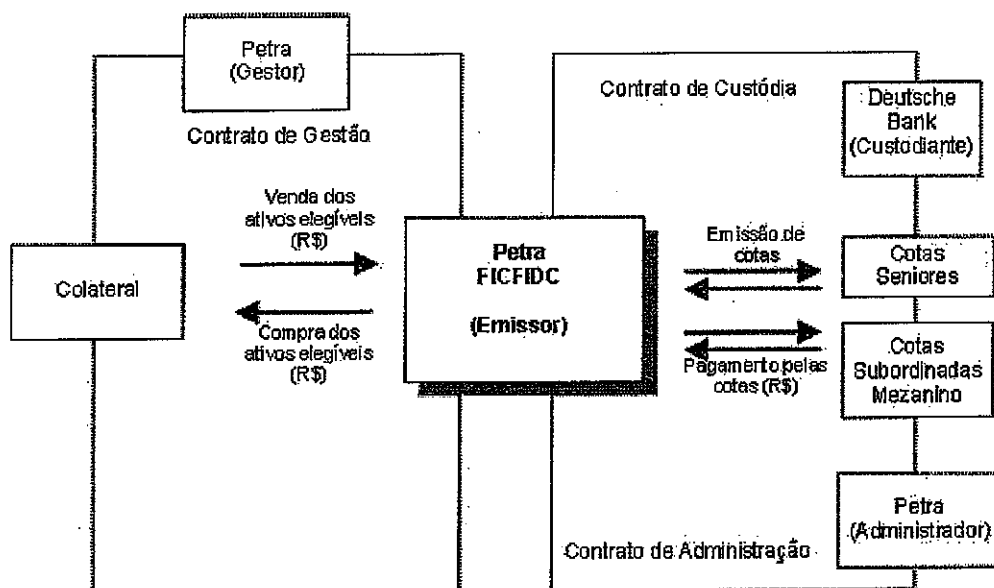 Petra
(Gestor)
Contrato de Gestão
Contrato de Custódia
Deutsche
Bank
(Custodiante)
Venda dos
ativos elegíveis
(R$)
Colateral
Compra dos
ativos elegíveis
(R$)
Petra
FICFIDC
(Emissor)
Emissão de
cotas
Pagamento pelas
cotas (R$)
Cotas
Seniores
Cotas
Subordinadas
Mezanino
Petra
(Administrador)
Contrato de Administração